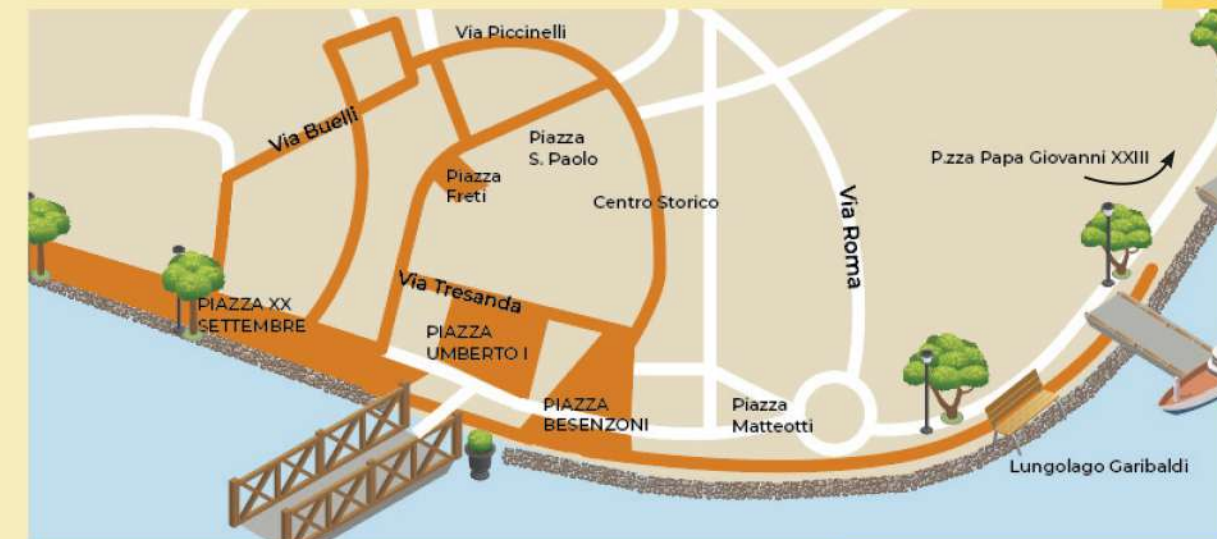 Via Piccinelli
Via Buelli
Piazza
S. Paolo
P.zza Papa Giovanni XXIII
Piazza
Freti
Centro Storico
Via Roma
Via Tresanda
PIAZZA XX
SETTEMBRE
PIAZZA
UMBERTO I
PIAZZA
BESENZONI
Piazza
Matteotti
Lungolago Garibaldi